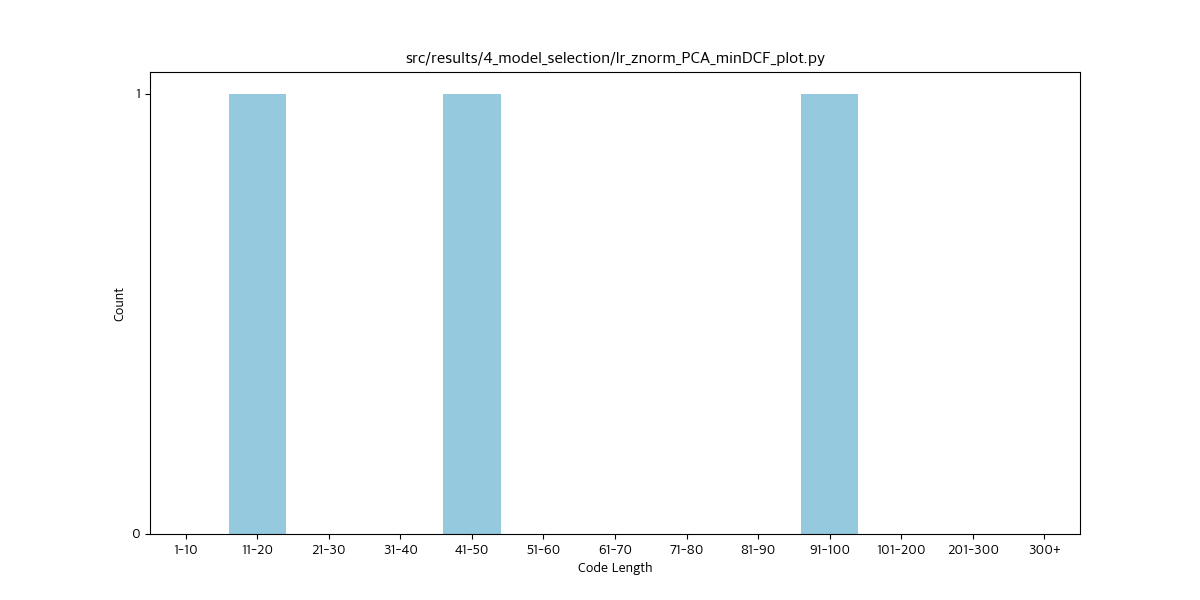 src/results/4_model_selection/lr_znorm_PCA_minDCF_plot.py
1
Count
0
1-10 11-20 21-30 31-40 41-50 51-60 61-70 71-80 81-90 91-100 101-200 201-300 300+
Code Length